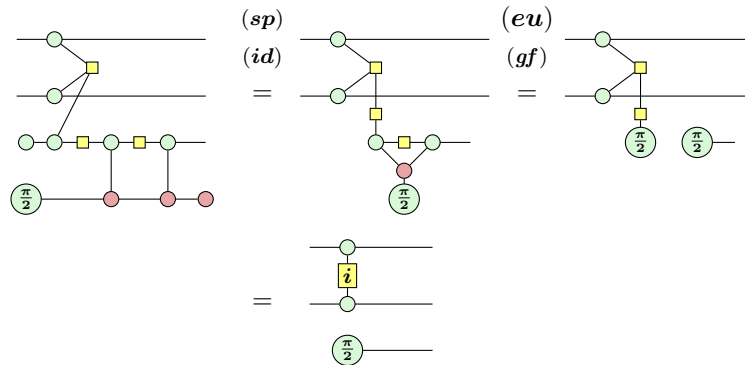 (sp) (eu)
(id) (gf)
= =
π/2 π/2 π/2 π/2
= i
π/2